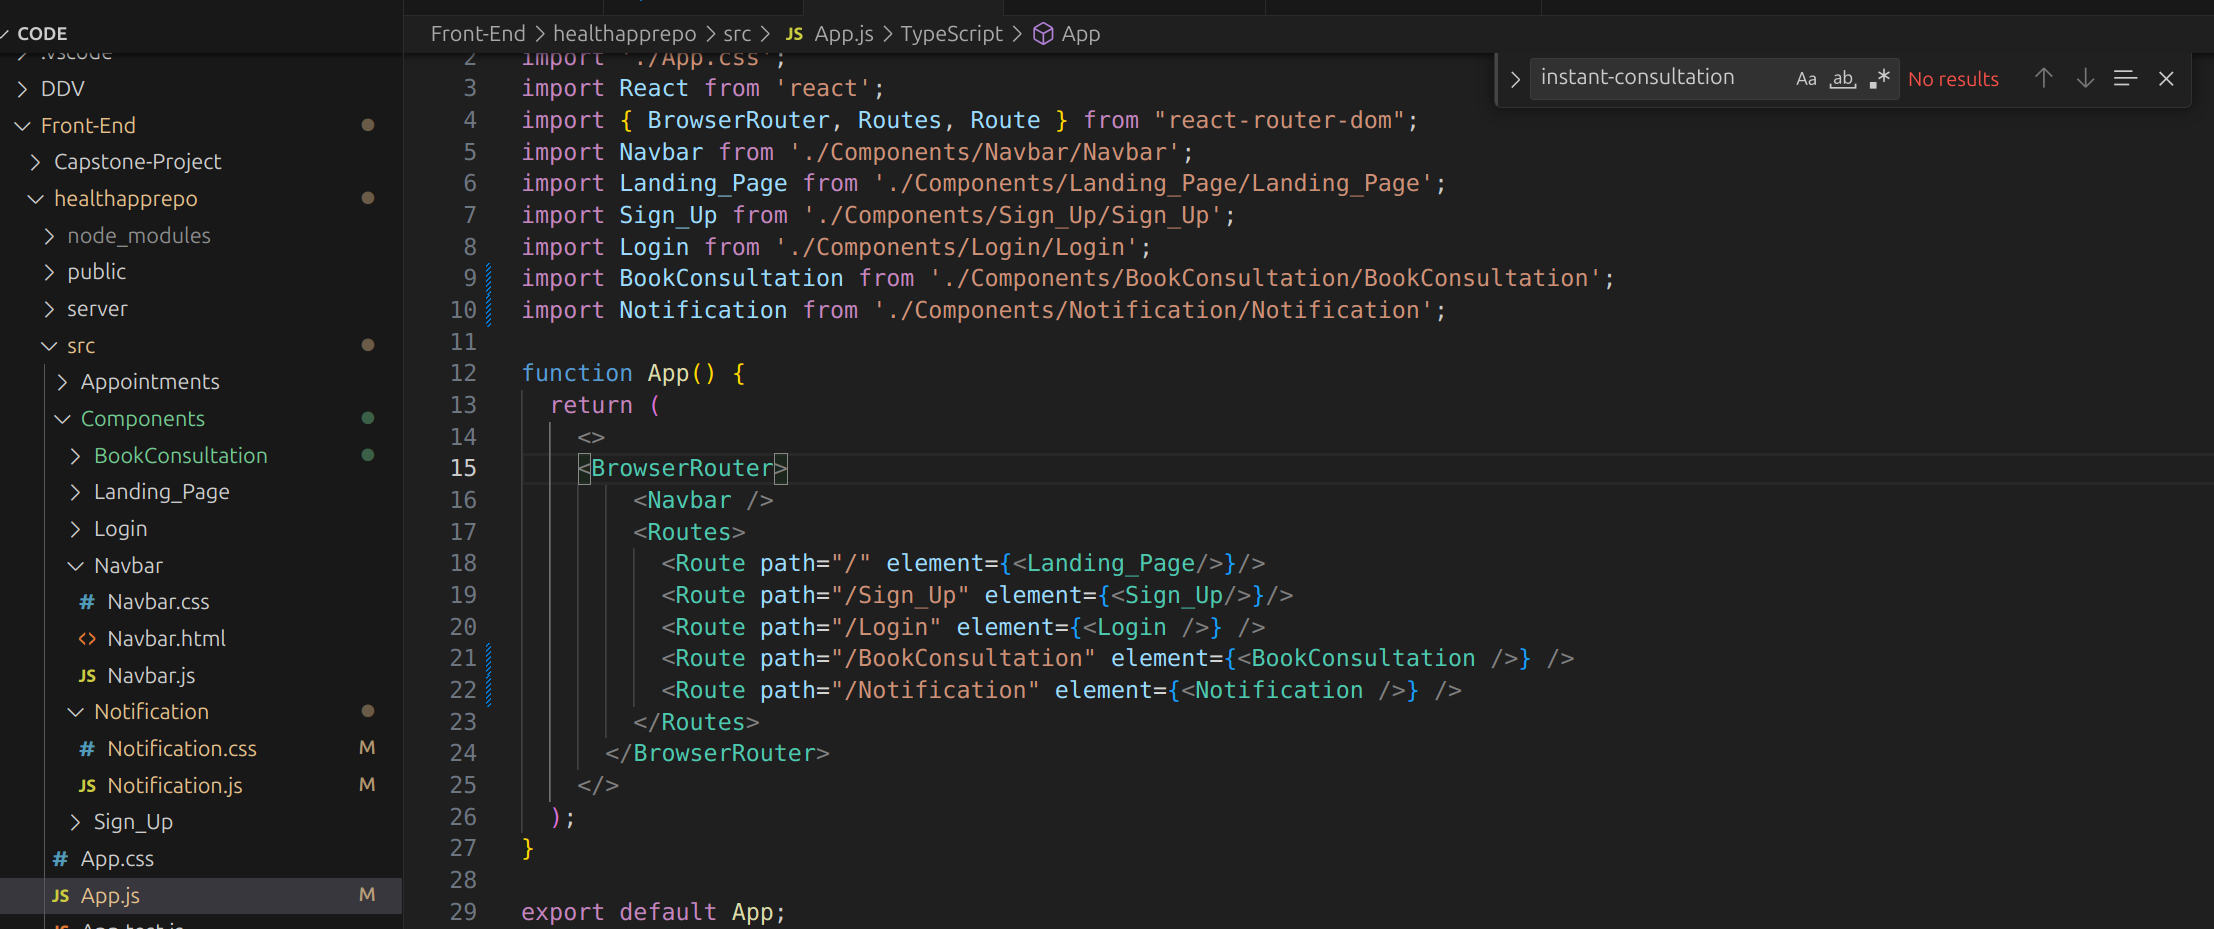 CODE
.vscode
DDV
Front-End
Capstone-Project
healthapprepo
node_modules
public
server
src
Appointments
Components
BookConsultation
Landing_Page
Login
Navbar
# Navbar.css
<> Navbar.html
JS Navbar.js
Notification
# Notification.css M
JS Notification.js M
Sign_Up
# App.css
JS App.js M
App.test.js
Front-End > healthapprepo > src > JS App.js > TypeScript > App
instant-consultation Aa ab .* No results
2 import './App.css';
3 import React from 'react';
4 import { BrowserRouter, Routes, Route } from "react-router-dom";
5 import Navbar from './Components/Navbar/Navbar';
6 import Landing_Page from './Components/Landing_Page/Landing_Page';
7 import Sign_Up from './Components/Sign_Up/Sign_Up';
8 import Login from './Components/Login/Login';
9 import BookConsultation from './Components/BookConsultation/BookConsultation';
10 import Notification from './Components/Notification/Notification';
11
12 function App() {
13 return (
14 <>
15 <BrowserRouter>
16 <Navbar />
17 <Routes>
18 <Route path="/" element={<Landing_Page/>}/>
19 <Route path="/Sign_Up" element={<Sign_Up/>}/>
20 <Route path="/Login" element={<Login />} />
21 <Route path="/BookConsultation" element={<BookConsultation />} />
22 <Route path="/Notification" element={<Notification />} />
23 </Routes>
24 </BrowserRouter>
25 </>
26 );
27 }
28
29 export default App;